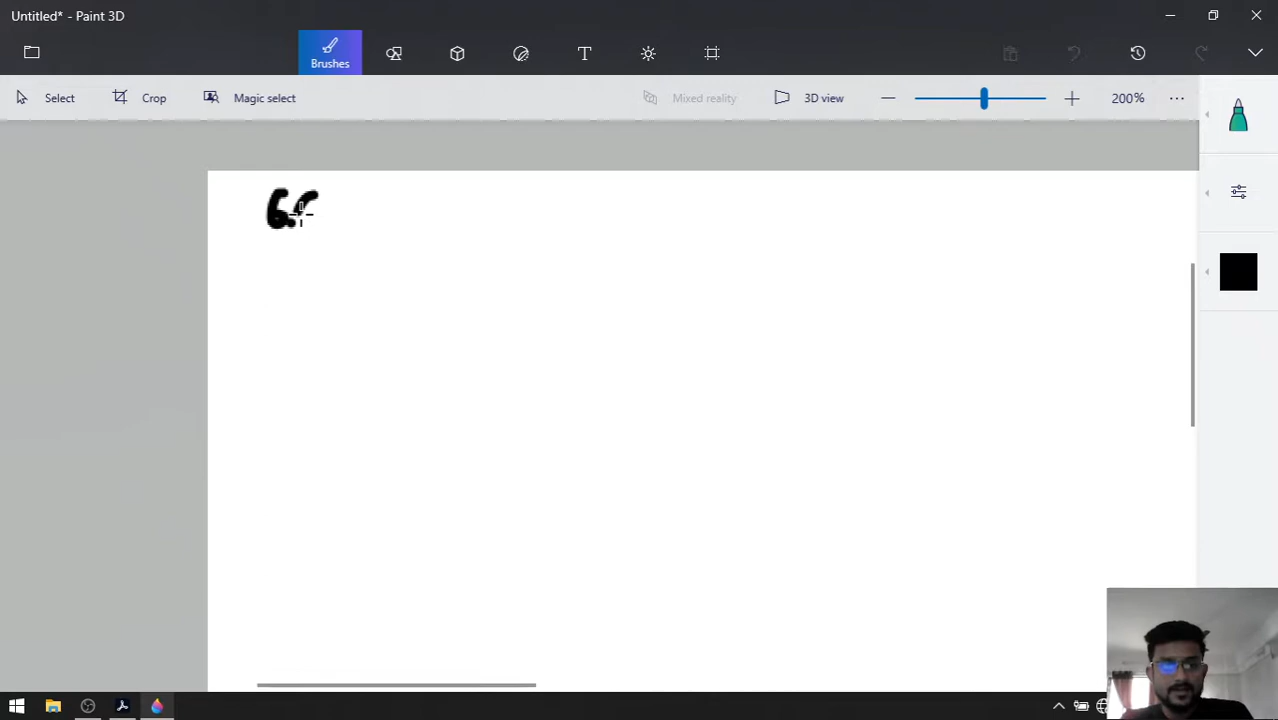 Untitled* - Paint 3D
Brushes
Select
Crop
Magic select
Mixed reality
3D view
200%